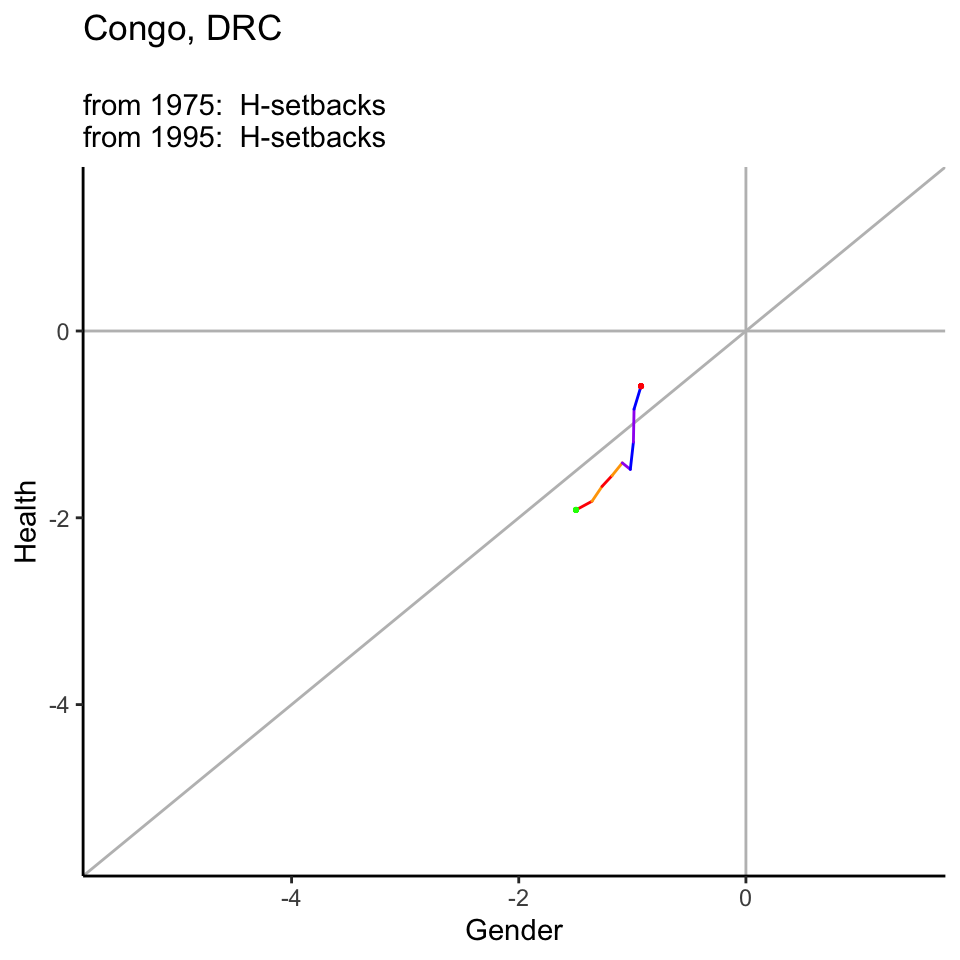 Congo, DRC
from 1975:  H-setbacks
from 1995:  H-setbacks
0
-2
-4
Health
-4
-2
0
Gender